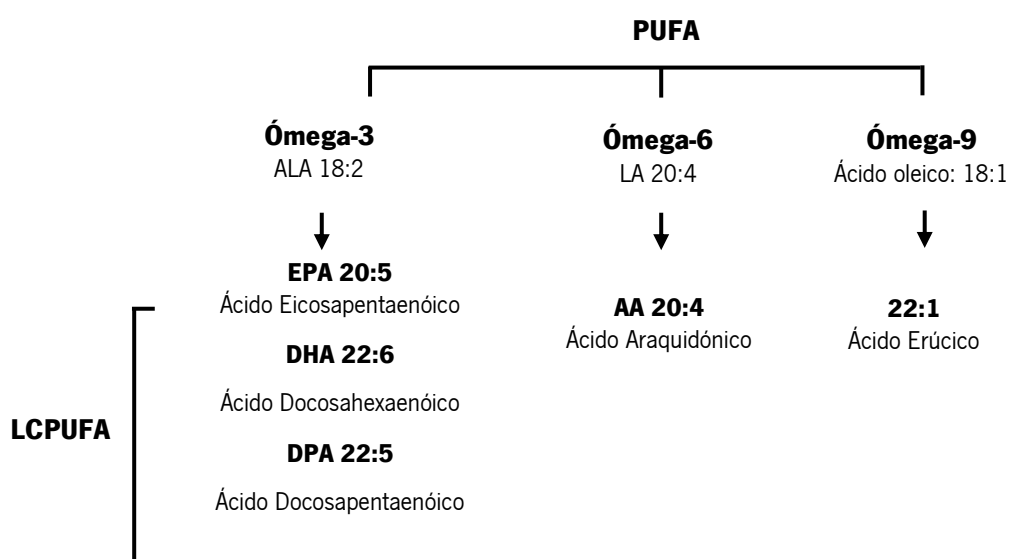 PUFA
Ómega-3
ALA 18:2
Ómega-6
LA 20:4
Ómega-9
Ácido oleico: 18:1
EPA 20:5
Ácido Eicosapentaenóico
AA 20:4
Ácido Araquidónico
22:1
Ácido Erúcico
DHA 22:6
Ácido Docosahexaenóico
LCPUFA
DPA 22:5
Ácido Docosapentaenóico